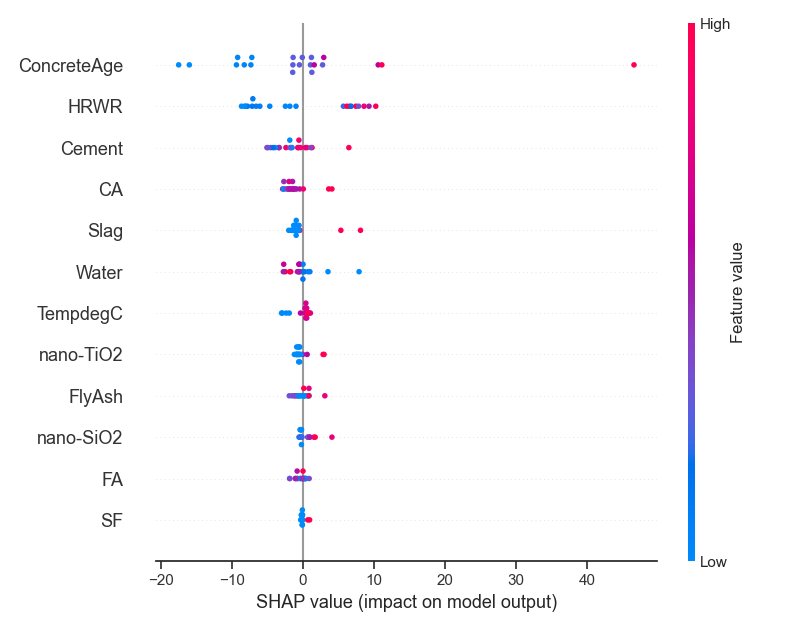 High
ConcreteAge
HRWR
Cement
CA
Slag
Water
TempdegC
nano-TiO2
FlyAsh
nano-SiO2
FA
SF
Feature value
Low
−20 −10 0 10 20 30 40
SHAP value (impact on model output)